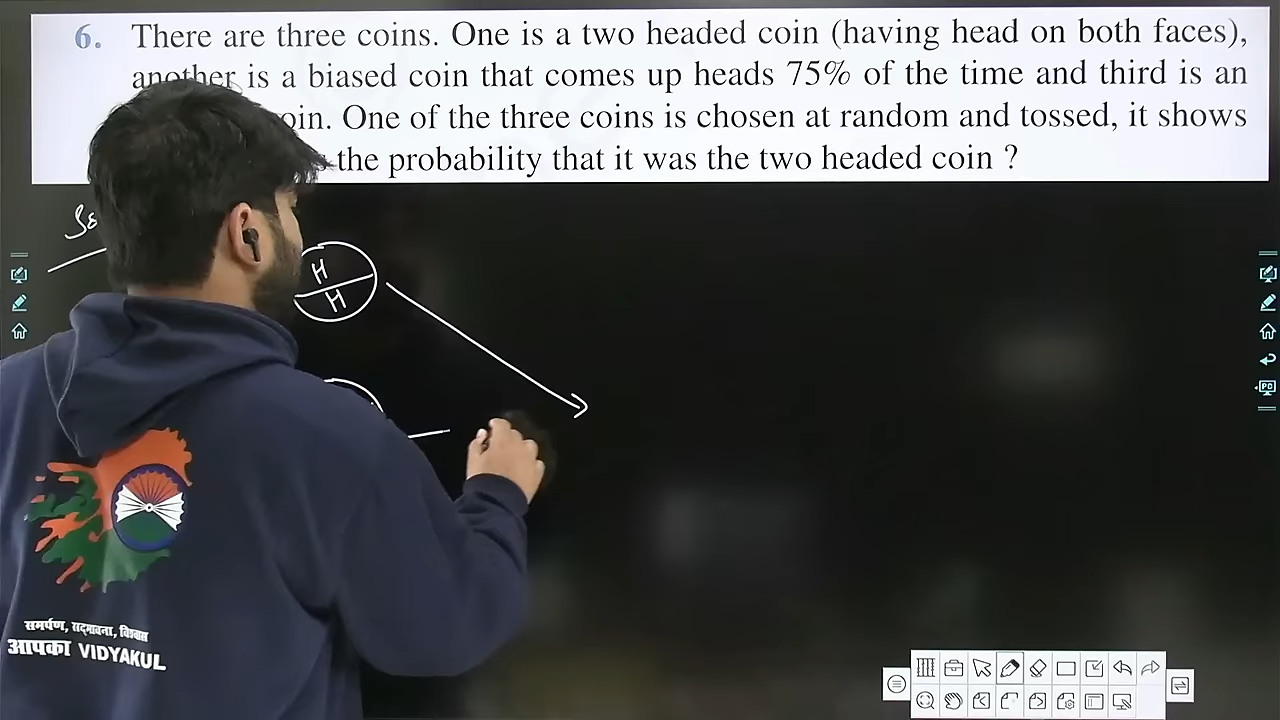 6. There are three coins. One is a two headed coin (having head on both faces),
another is a biased coin that comes up heads 75% of the time and third is an
oin. One of the three coins is chosen at random and tossed, it shows
the probability that it was the two headed coin ?
H
H
समर्पण, सद्भावना, विश्वास
आपका VIDYAKUL